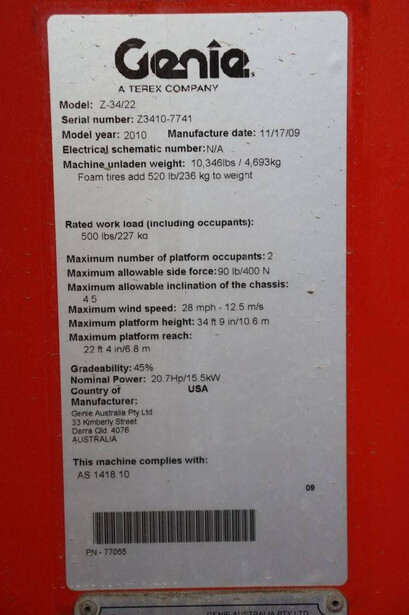 Genie
A TEREX COMPANY
Model: Z-34/22
Serial number: Z3410-7741
Model year: 2010 Manufacture date: 11/17/09
Electrical schematic number: N/A
Machine unladen weight: 10,346lbs / 4,693kg
Foam tires add 520 lb/236 kg to weight
Rated work load (including occupants):
500 lbs/227 kg
Maximum number of platform occupants: 2
Maximum allowable side force: 90 lb/400 N
Maximum allowable inclination of the chassis:
4.5
Maximum wind speed: 28 mph - 12.5 m/s
Maximum platform height: 34 ft 9 in/10.6 m
Maximum platform reach:
22 ft 4 in/6.8 m
Gradeability: 45%
Nominal Power: 20.7Hp/15.5kW
Country of USA
Manufacturer:
Genie Australia Pty Ltd
33 Kimberly Street
Darra Qld. 4076
AUSTRALIA
This machine complies with:
AS 1418.10
09
PN - 77055
GENIE AUSTRALIA PTY LTD